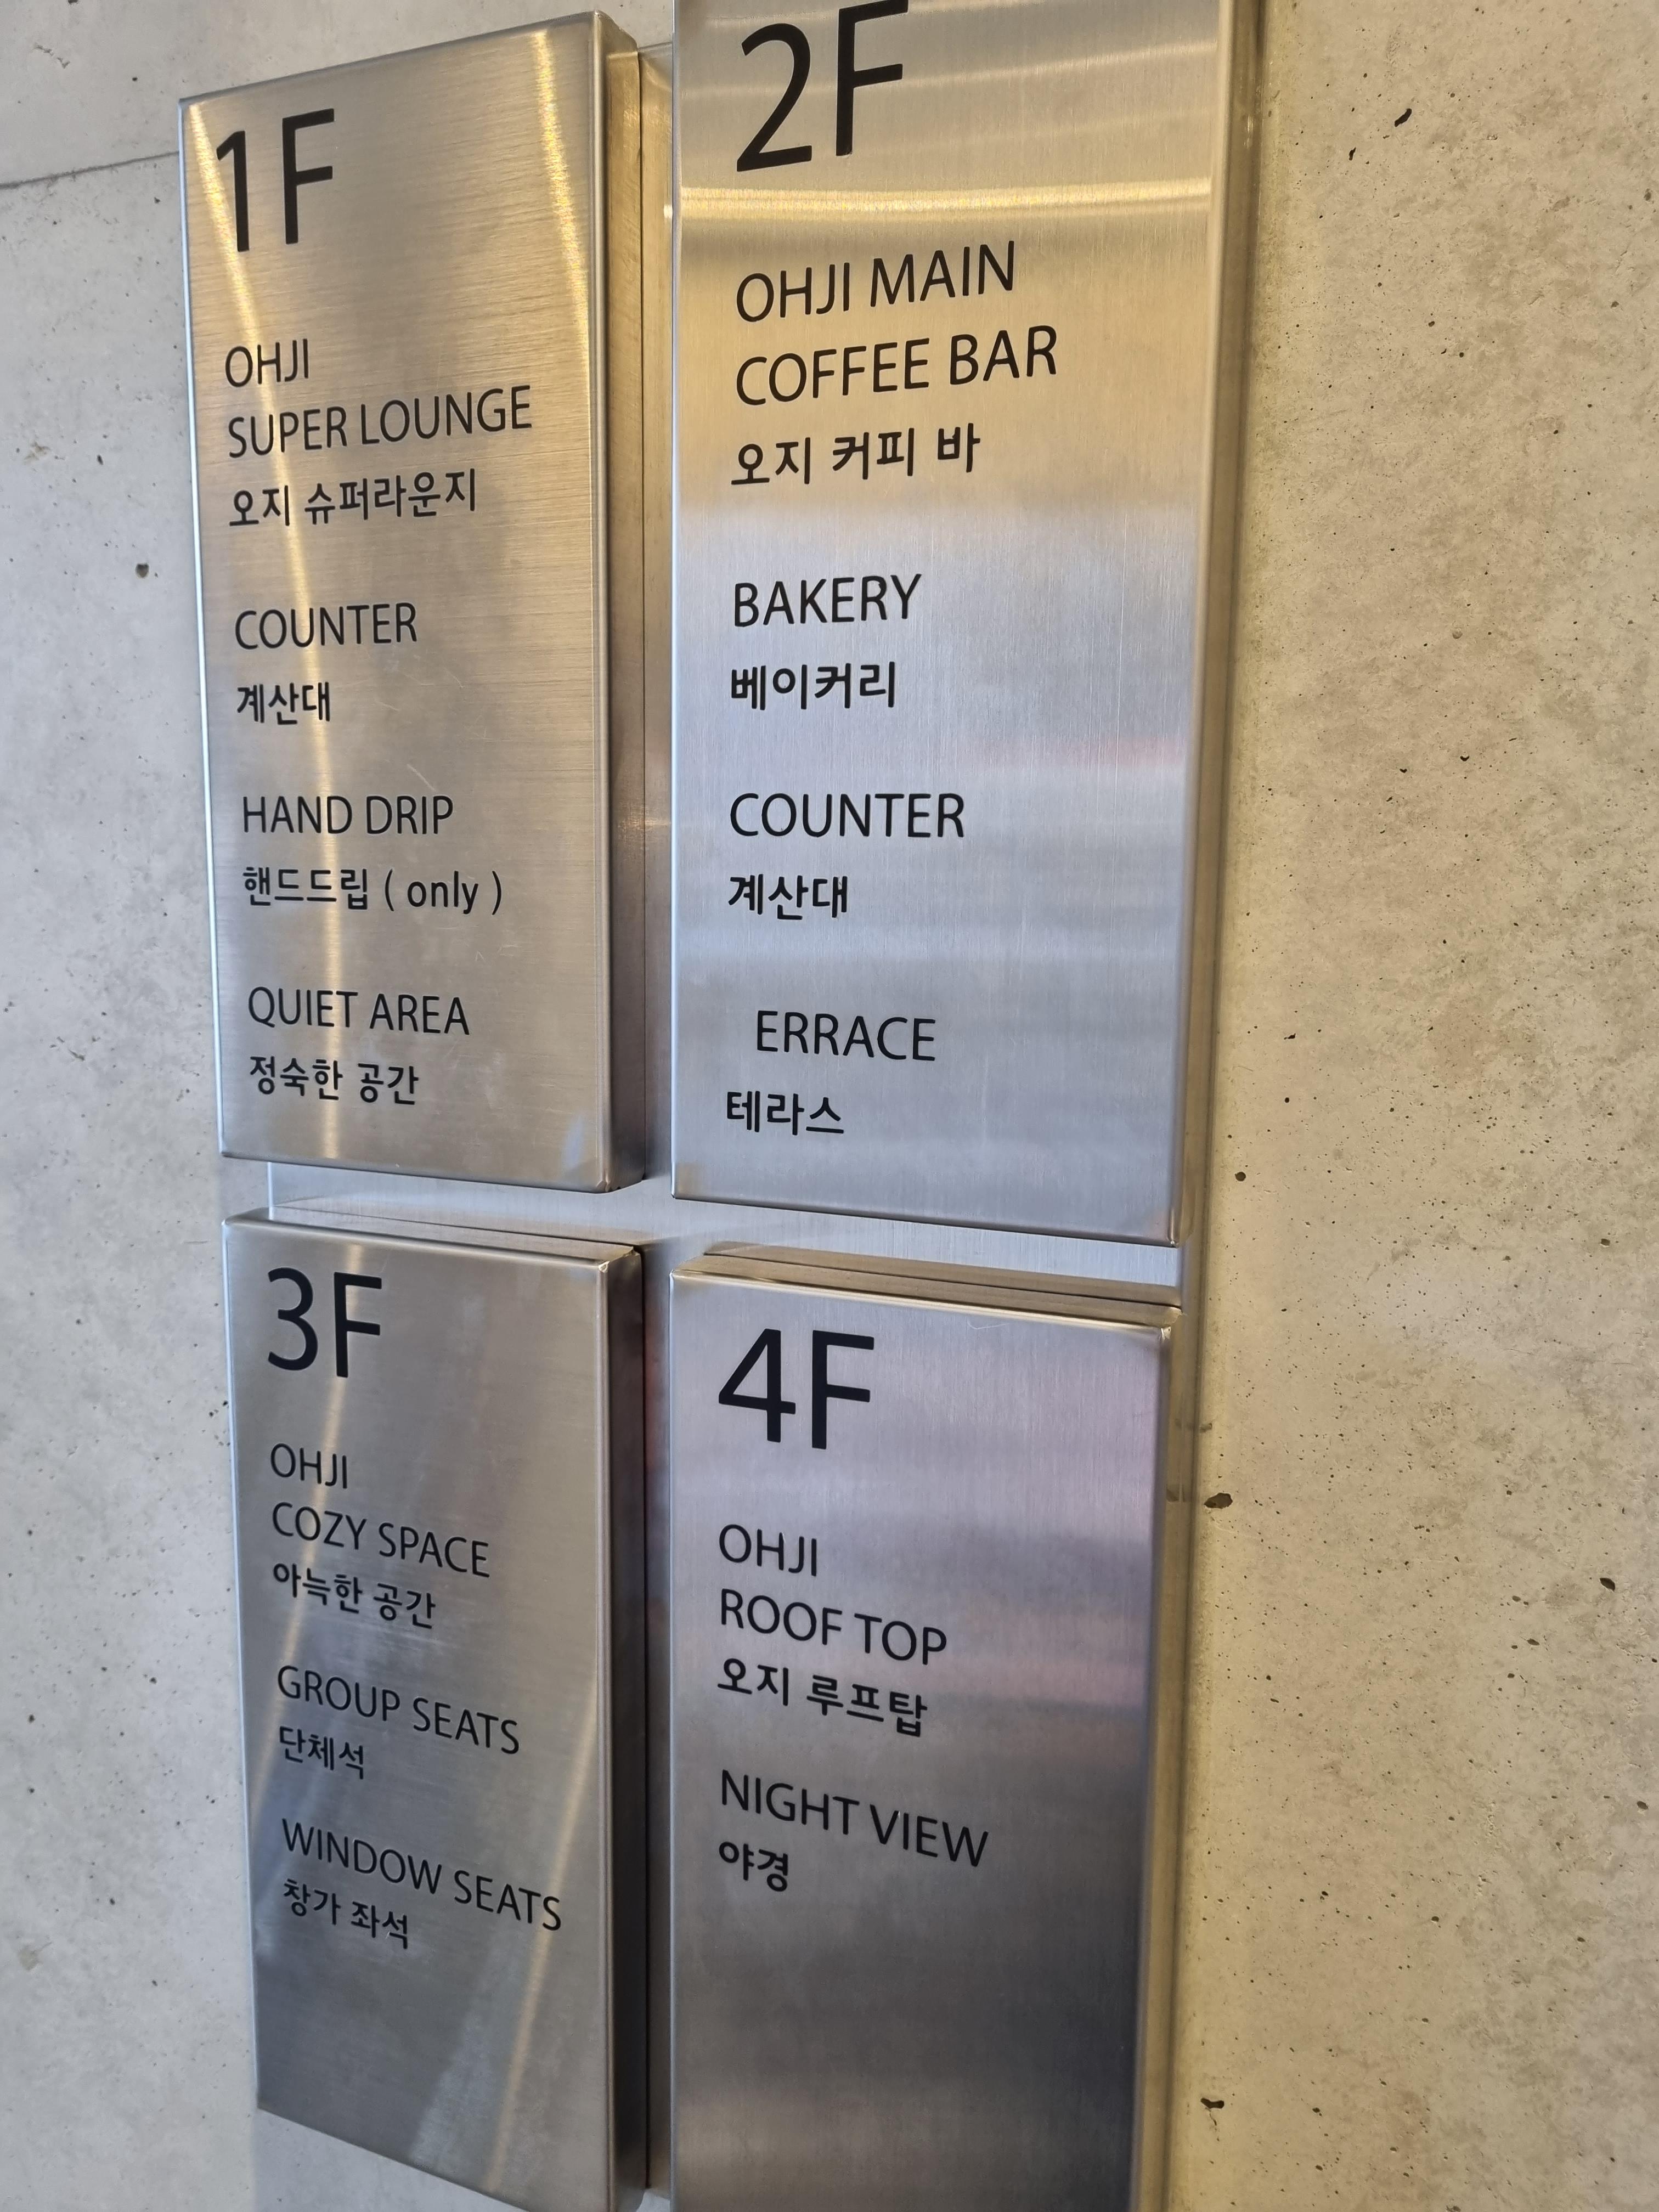 1F
OHJI
SUPER LOUNGE
오지 슈퍼라운지
COUNTER
계산대
HAND DRIP
핸드드립 ( only )
QUIET AREA
정숙한 공간
2F
OHJI MAIN
COFFEE BAR
오지 커피 바
BAKERY
베이커리
COUNTER
계산대
ERRACE
테라스
3F
OHJI
COZY SPACE
아늑한 공간
GROUP SEATS
단체석
WINDOW SEATS
창가 좌석
4F
OHJI
ROOF TOP
오지 루프탑
NIGHT VIEW
야경